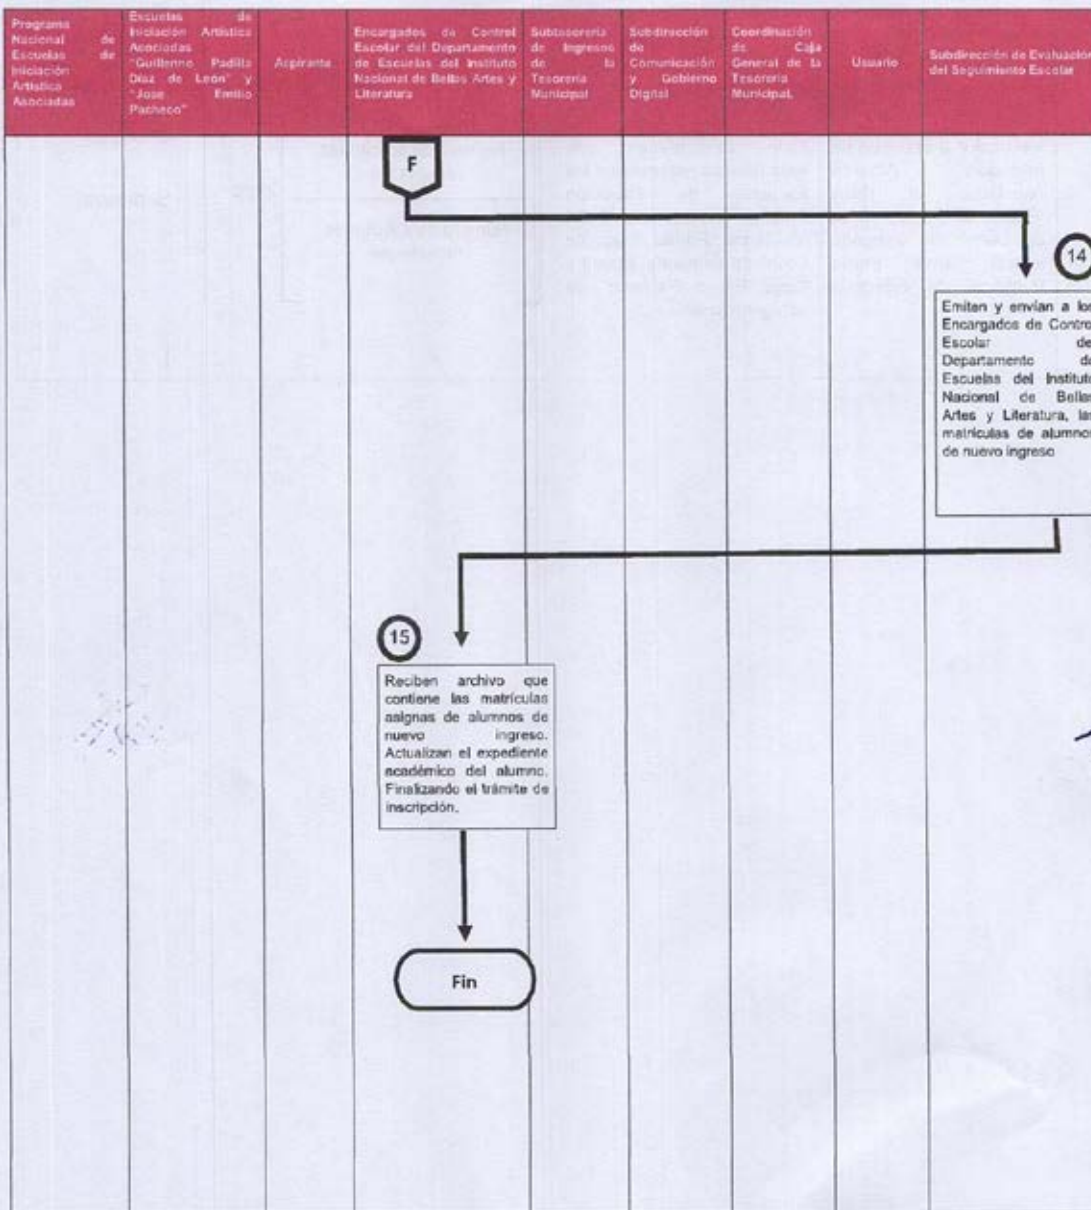 Programa
Nacional de
Escuelas de
Iniciación
Artística
Asociadas
Escuelas de
Iniciación Artística
Asociadas
"Guillermo Padilla
Díaz de León" y
"Jose Emilio
Pacheco"
Aspirante
Encargados de Control
Escolar del Departamento
de Escuelas del Instituto
Nacional de Bellas Artes y
Literatura
Subtesorería
de Ingresos
de la
Tesorería
Municipal
Subdirección
de
Comunicación
y Gobierno
Digital
Coordinación
de Caja
General de la
Tesorería
Municipal.
Usuario
Subdirección de Evaluación
del Seguimiento Escolar
F
14
Emiten y envían a los
Encargados de Control
Escolar de
Departamento de
Escuelas del Instituto
Nacional de Bellas
Artes y Literatura, las
matrículas de alumnos
de nuevo ingreso
15
Reciben archivo que
contiene las matrículas
asignas de alumnos de
nuevo ingreso.
Actualizan el expediente
académico del alumno.
Finalizando el trámite de
inscripción.
Fin